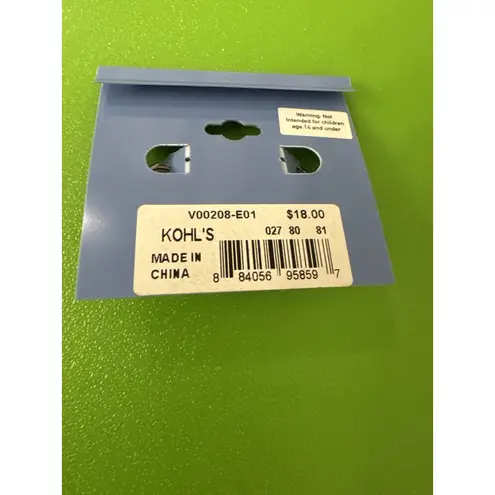 Warning: Not
Intended for children
age 14 and under
V00208-E01 $18.00
KOHL'S 027 80 81
MADE IN
CHINA
8 84056 95859 7